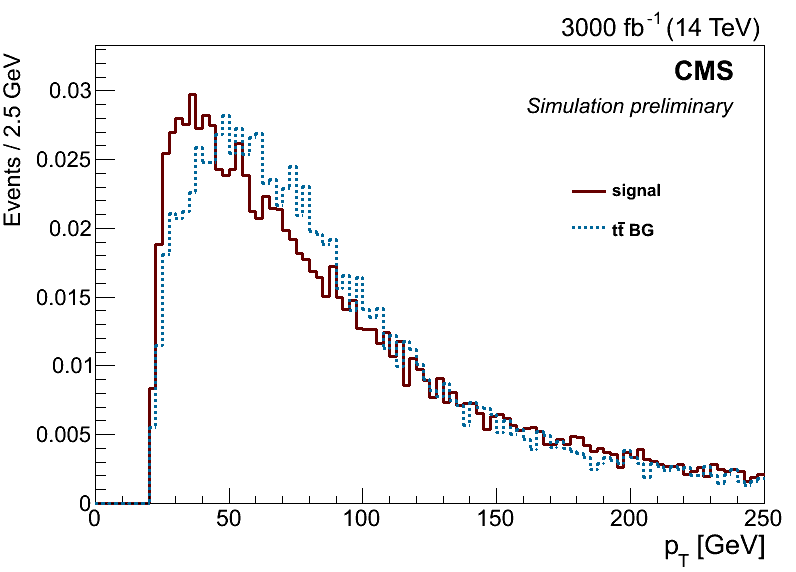 3000 fb⁻¹ (14 TeV)
CMS
Simulation preliminary
Events / 2.5 GeV
0.03
0.025
0.02
0.015
0.01
0.005
0
signal
tt̄ BG
0 50 100 150 200 250
p_T [GeV]